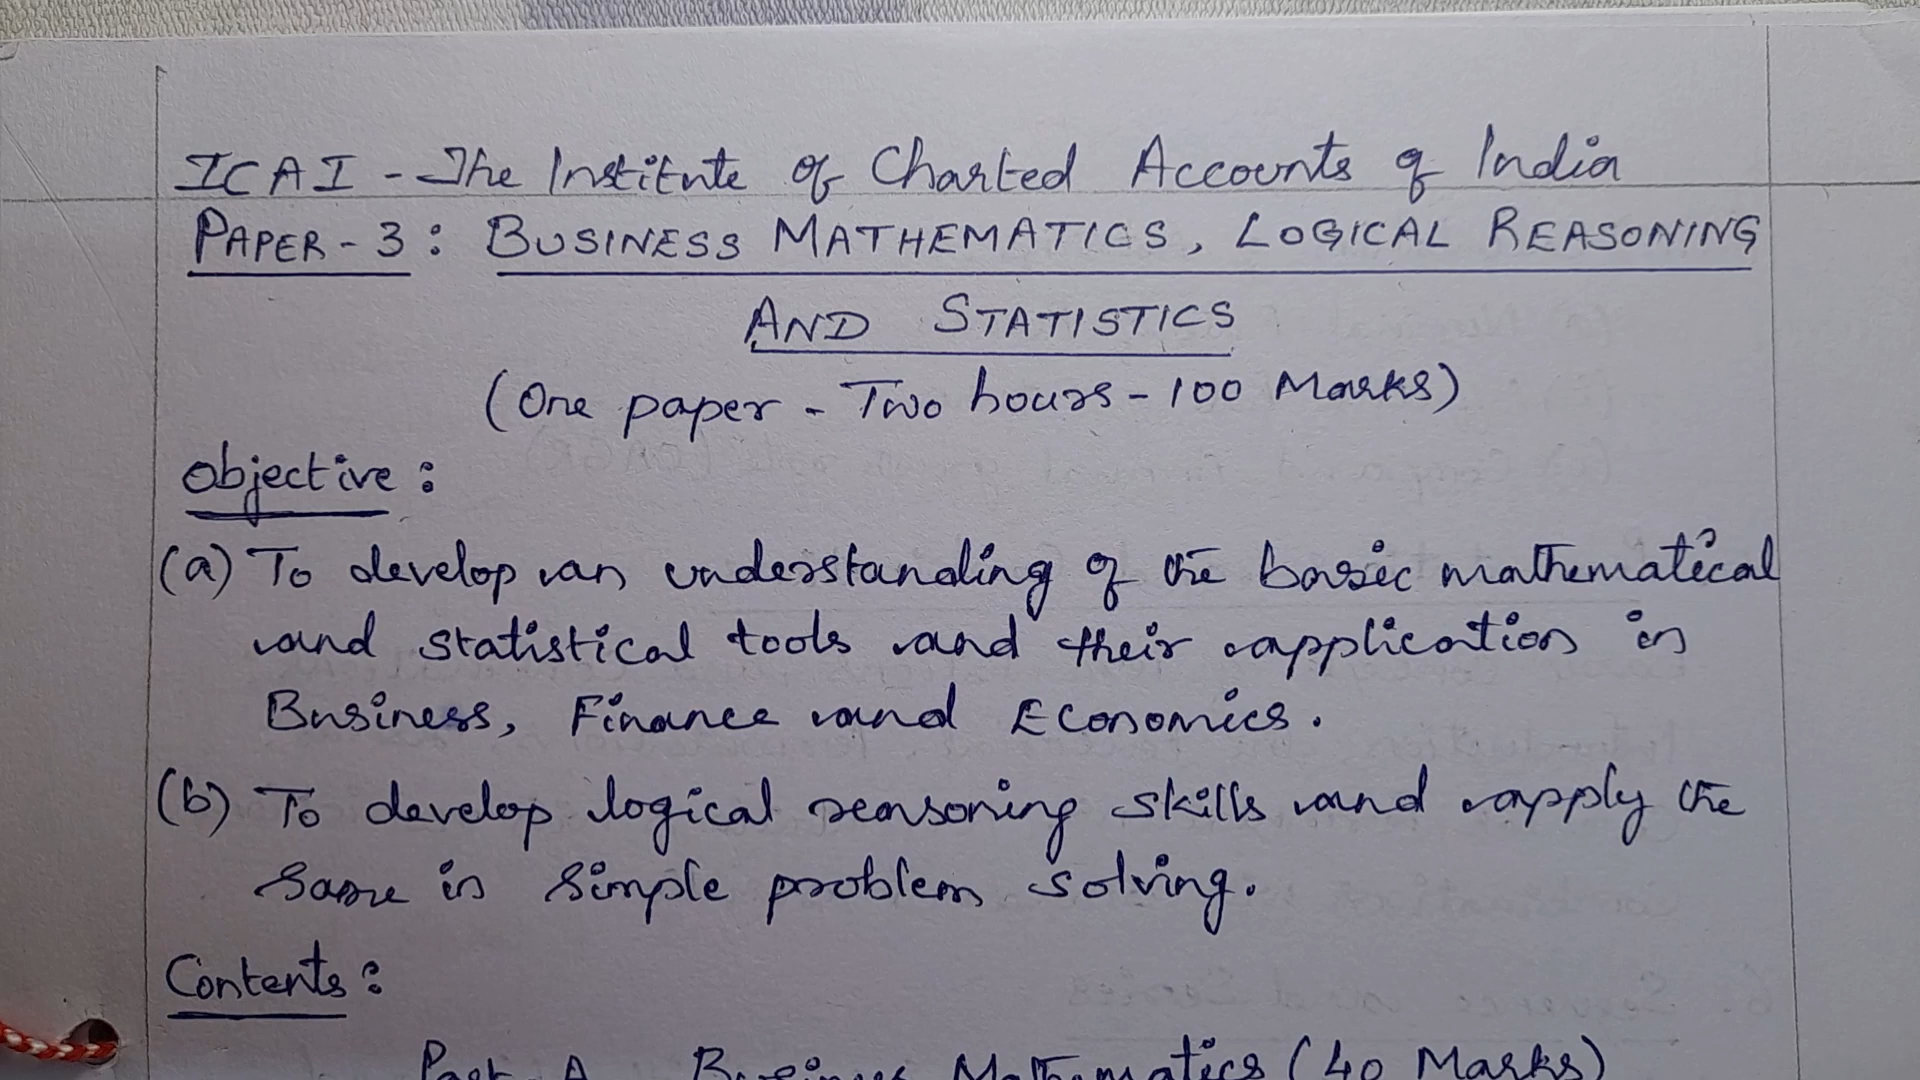 ICAI - The Institute of Charted Accounts of India
PAPER - 3 : BUSINESS MATHEMATICS, LOGICAL REASONING
AND STATISTICS
(One paper - Two hours - 100 Marks)
Objective :
(a) To develop an understanding of the basic mathematical
and statistical tools and their application in
Business, Finance and Economics.
(b) To develop logical reasoning skills and apply the
same in simple problem solving.
Contents :
Part A Business Mathematics (40 Marks)